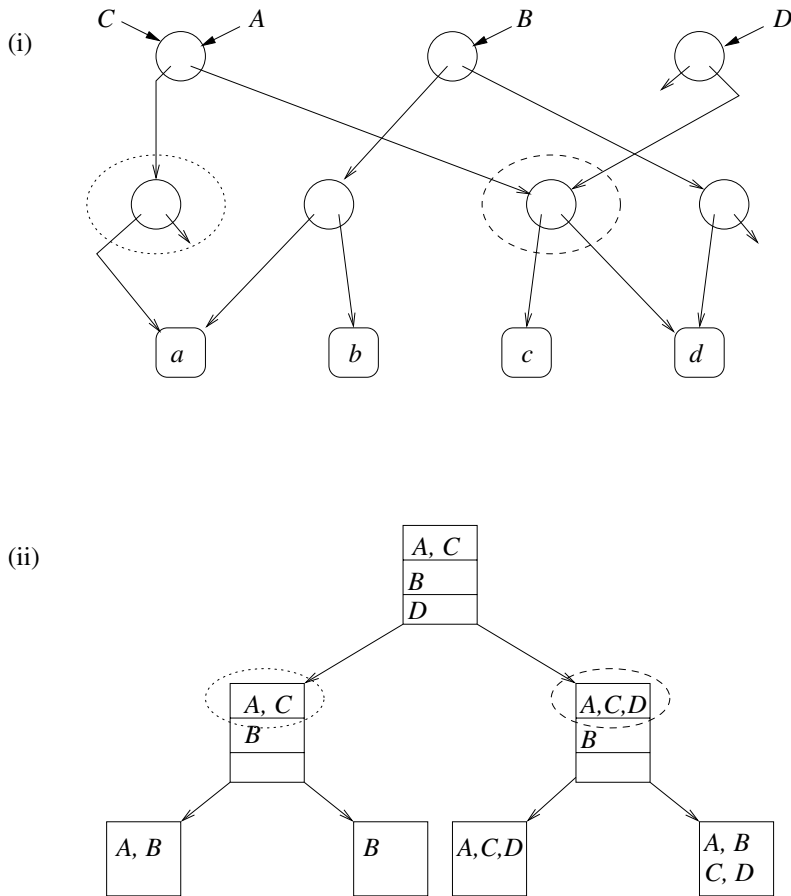 (i)
C A B D
a b c d
(ii)
A, C
B
D
A, C A,C,D
B B
A, B B A,C,D A, B
C, D